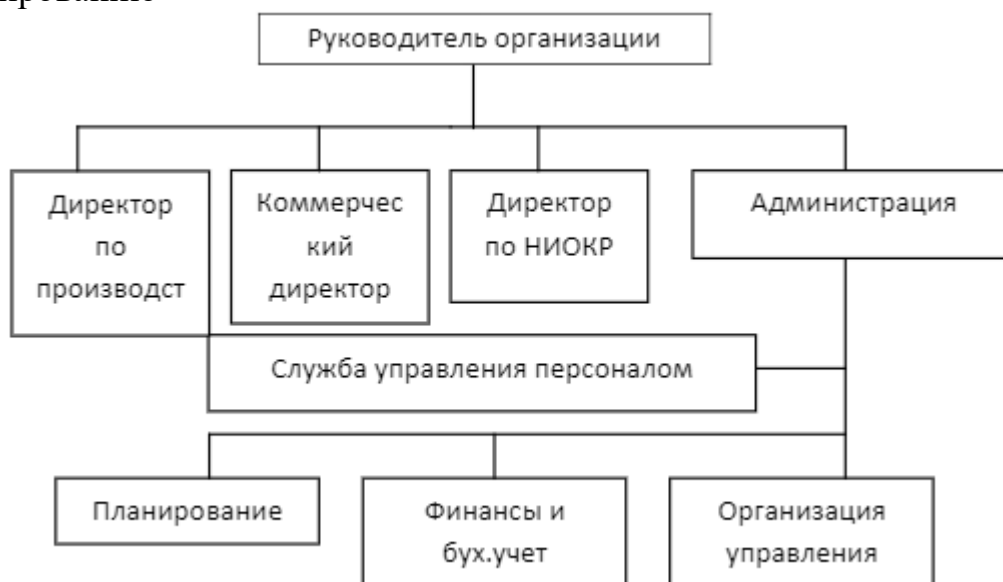 Руководитель организации
Директор
по
производст
Коммерчес
кий
директор
Директор
по НИОКР
Администрация
Служба управления персоналом
Планирование
Финансы и
бух.учет
Организация
управления